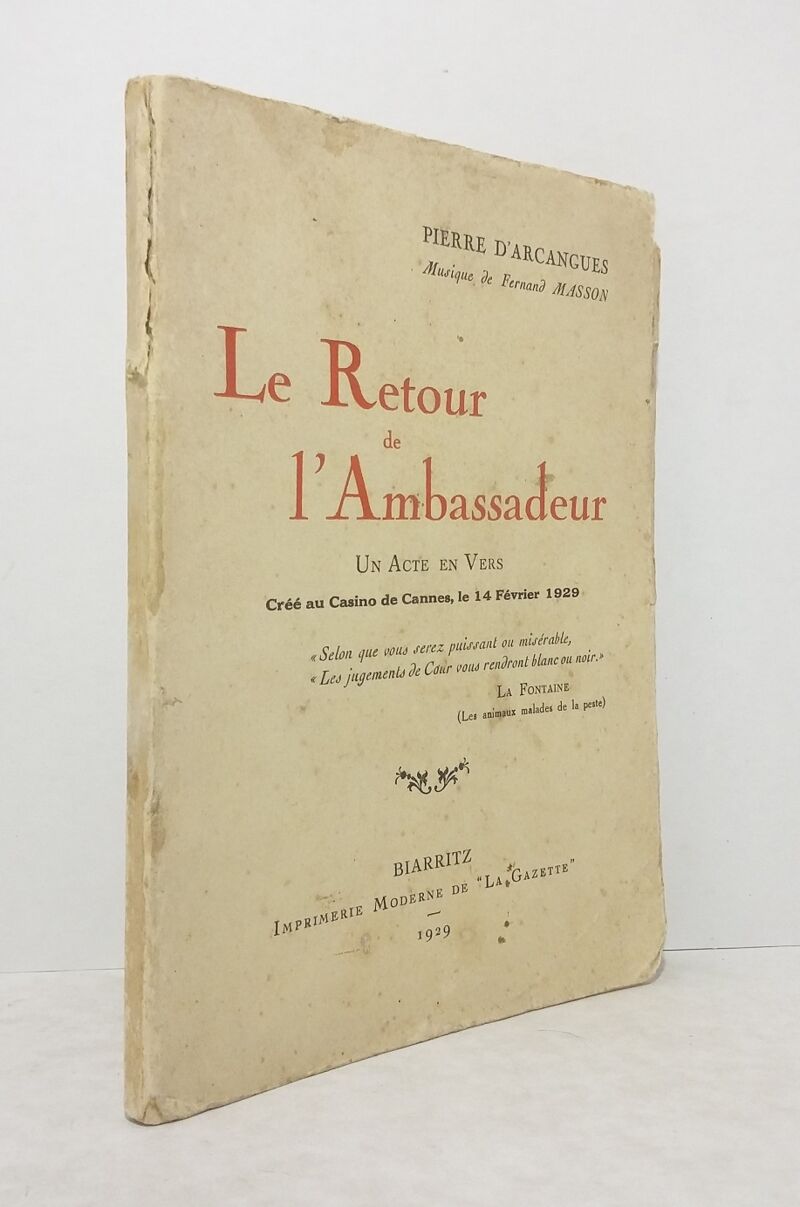 PIERRE D'ARCANGUES
Musique de Fernand MASSON
Le Retour
de
l'Ambassadeur
Un Acte en Vers
Créé au Casino de Cannes, le 14 Février 1929
« Selon que vous serez puissant ou misérable,
« Les jugements de Cour vous rendront blanc ou noir. »
La Fontaine
(Les animaux malades de la peste)
BIARRITZ
Imprimerie Moderne de "La Gazette"
1929